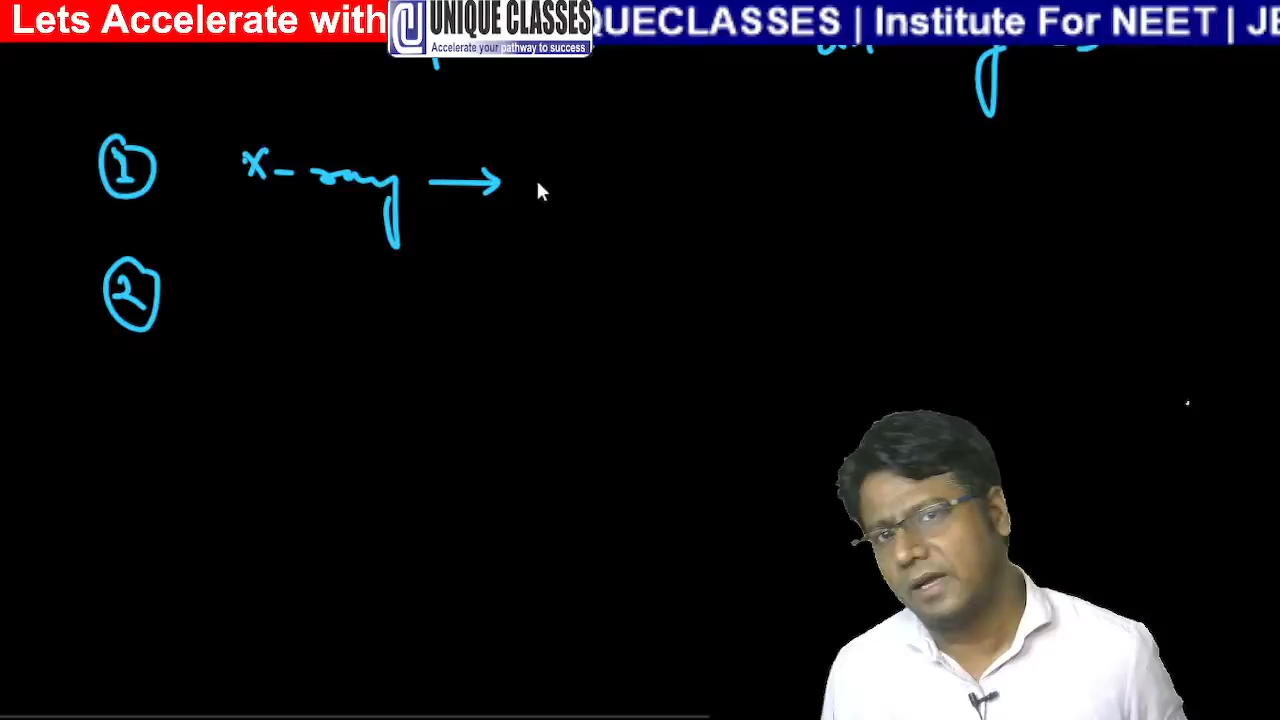 Lets Accelerate with UNIQUE CLASSES QUECLASSES | Institute For NEET | JE
Accelerate your pathway to success
1 X-ray →
2